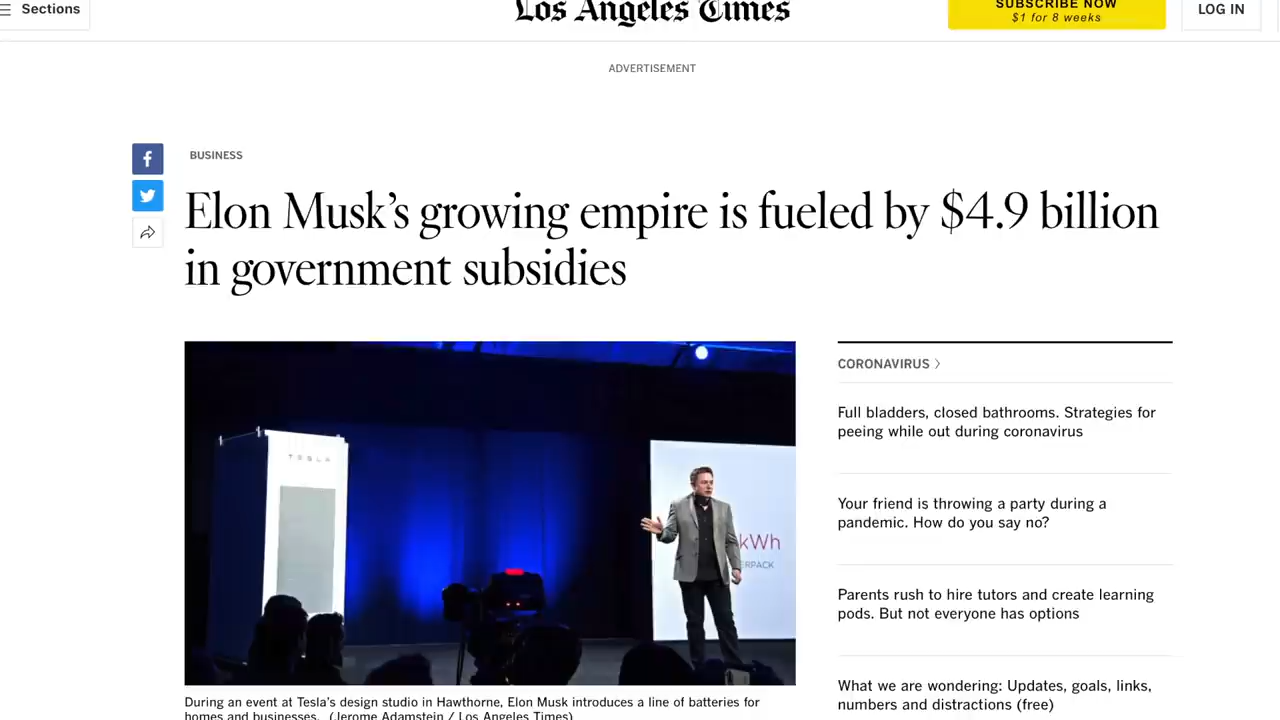 Sections
Los Angeles Times
SUBSCRIBE NOW
$1 for 8 weeks
LOG IN
ADVERTISEMENT
BUSINESS
Elon Musk’s growing empire is fueled by $4.9 billion
in government subsidies
TESLA
kWh
ERPACK
During an event at Tesla’s design studio in Hawthorne, Elon Musk introduces a line of batteries for
homes and businesses. (Jerome Adamstein / Los Angeles Times)
CORONAVIRUS >
Full bladders, closed bathrooms. Strategies for
peeing while out during coronavirus
Your friend is throwing a party during a
pandemic. How do you say no?
Parents rush to hire tutors and create learning
pods. But not everyone has options
What we are wondering: Updates, goals, links,
numbers and distractions (free)